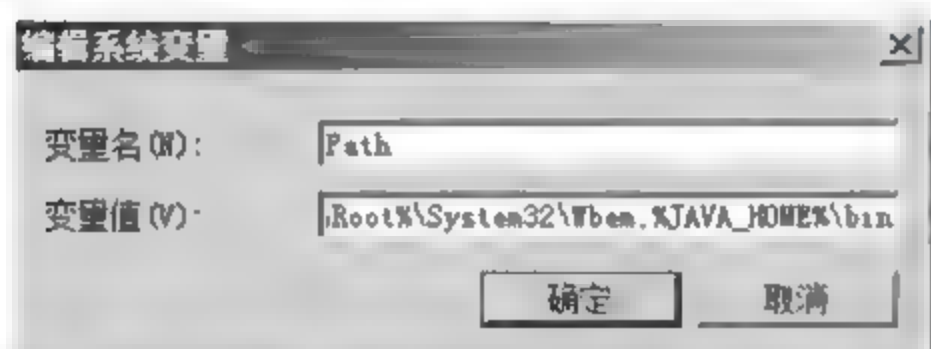 编辑系统变量
变量名(N):
Path
变量值(V):
Root%\System32\Wbem;%JAVA_HOME%\bin
确定
取消